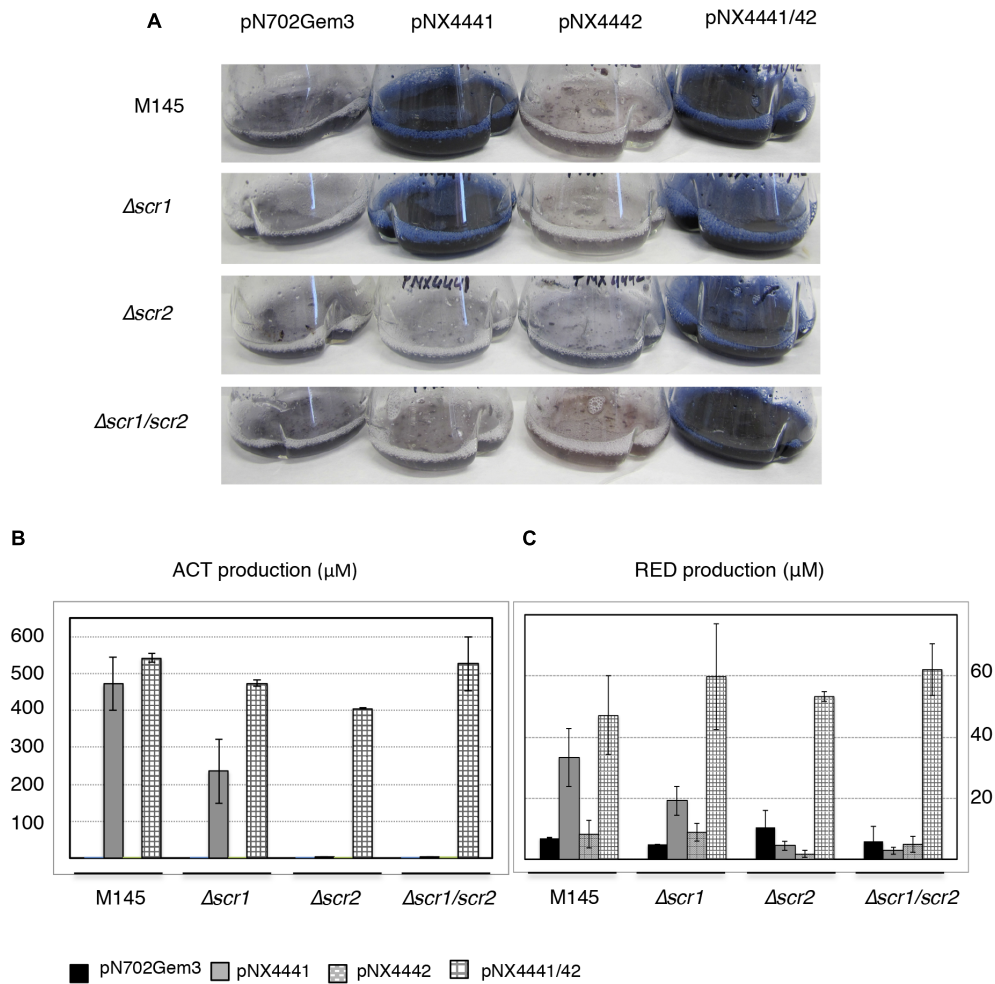 A
pN702Gem3 pNX4441 pNX4442 pNX4441/42
M145
Δscr1
Δscr2
PNX4441
PNX4442
Δscr1/scr2
B
C
ACT production (µM)
RED production (µM)
600
500
400
300
200
100
60
40
20
M145 Δscr1 Δscr2 Δscr1/scr2
M145 Δscr1 Δscr2 Δscr1/scr2
pN702Gem3 pNX4441 pNX4442 pNX4441/42